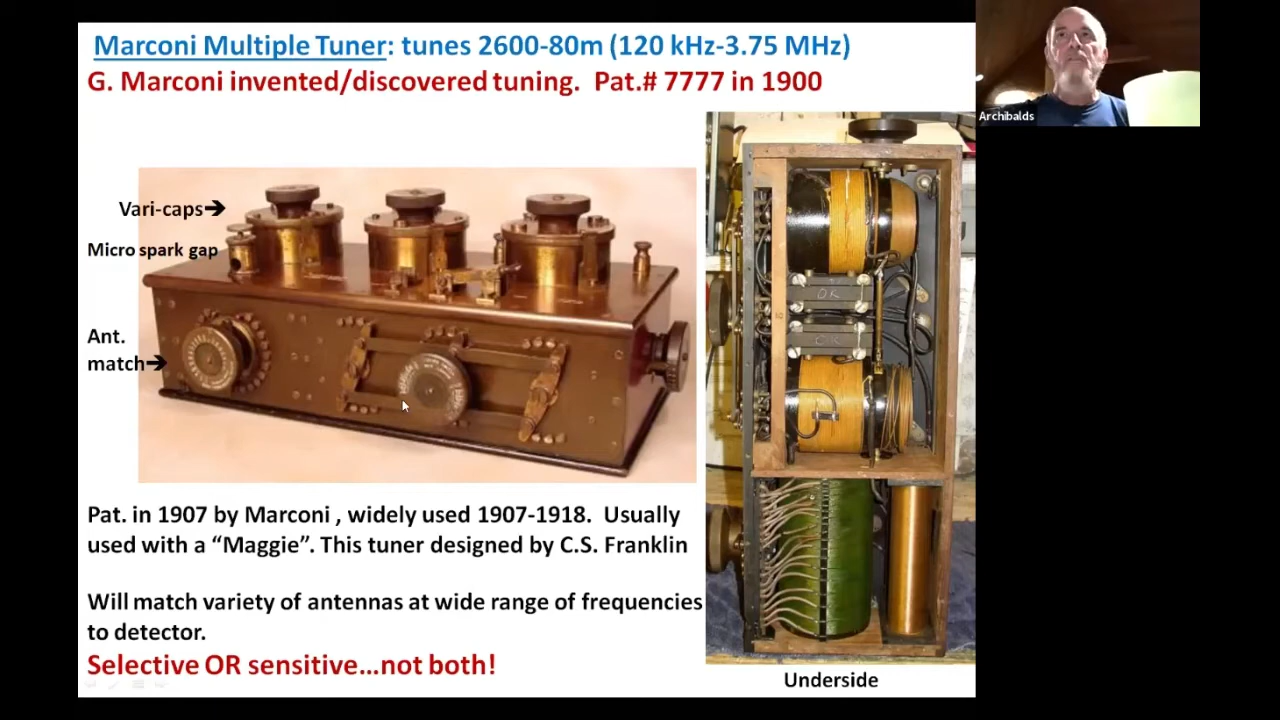 Marconi Multiple Tuner: tunes 2600-80m (120 kHz-3.75 MHz)
G. Marconi invented/discovered tuning. Pat.# 7777 in 1900
Archibalds
Vari-caps➔
Micro spark gap
Ant.
match➔
OK
OK
Pat. in 1907 by Marconi , widely used 1907-1918. Usually
used with a “Maggie”. This tuner designed by C.S. Franklin
Will match variety of antennas at wide range of frequencies
to detector.
Selective OR sensitive…not both!
Underside